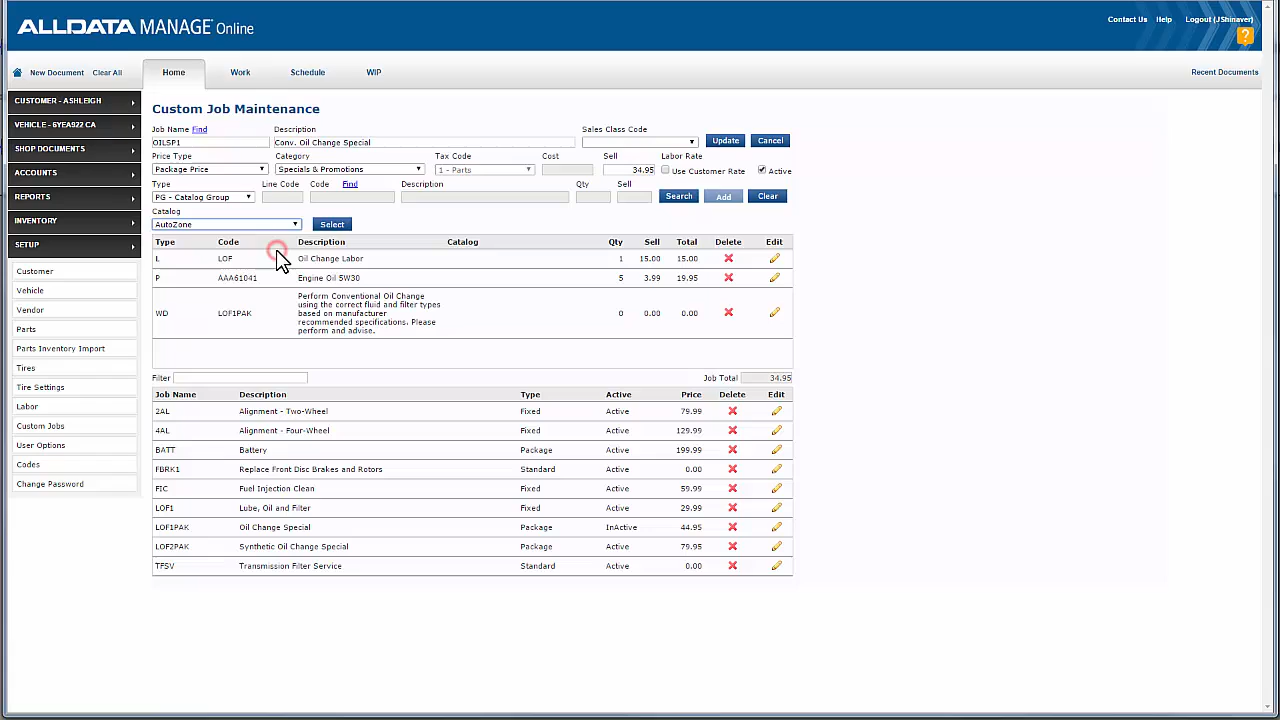 ALLDATA MANAGE Online
Contact Us Help Logout (JShinaver)
?
New Document Clear All Home Work Schedule WIP Recent Documents
CUSTOMER - ASHLEIGH
VEHICLE - 6YEA922 CA
SHOP DOCUMENTS
ACCOUNTS
REPORTS
INVENTORY
SETUP
Customer
Vehicle
Vendor
Parts
Parts Inventory Import
Tires
Tire Settings
Labor
Custom Jobs
User Options
Codes
Change Password
Custom Job Maintenance
Job Name Find Description Sales Class Code
OILSP1 Conv. Oil Change Special Update Cancel
Price Type Category Tax Code Cost Sell Labor Rate
Package Price Specials & Promotions 1 - Parts 34.95 Use Customer Rate Active
Type Line Code Code Find Description Qty Sell
PG - Catalog Group Search Add Clear
Catalog
AutoZone Select
Type Code Description Catalog Qty Sell Total Delete Edit
L LOF Oil Change Labor 1 15.00 15.00
P AAA61041 Engine Oil 5W30 5 3.99 19.95
WD LOF1PAK Perform Conventional Oil Change
using the correct fluid and filter types
based on manufacturer
recommended specifications. Please
perform and advise. 0 0.00 0.00
Filter Job Total 34.95
Job Name Description Type Active Price Delete Edit
2AL Alignment - Two-Wheel Fixed Active 79.99
4AL Alignment - Four-Wheel Fixed Active 129.99
BATT Battery Package Active 199.99
FBRK1 Replace Front Disc Brakes and Rotors Standard Active 0.00
FIC Fuel Injection Clean Fixed Active 59.99
LOF1 Lube, Oil and Filter Fixed Active 29.99
LOF1PAK Oil Change Special Package InActive 44.95
LOF2PAK Synthetic Oil Change Special Package Active 79.95
TFSV Transmission Filter Service Standard Active 0.00